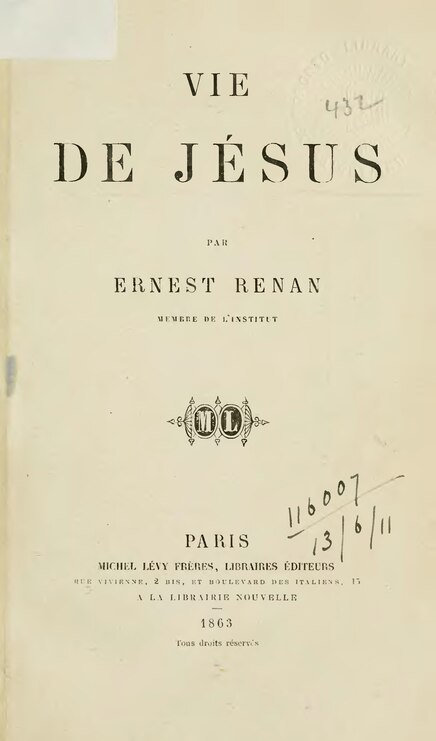 VIE
432
DE JÉSUS
PAR
ERNEST RENAN
MEMBRE DE L'INSTITUT
ML
116007
13/6/11
PARIS
MICHEL LÉVY FRÈRES, LIBRAIRES ÉDITEURS
RUE VIVIENNE, 2 BIS, ET BOULEVARD DES ITALIENS, 15
A LA LIBRAIRIE NOUVELLE
1863
Tous droits réservés